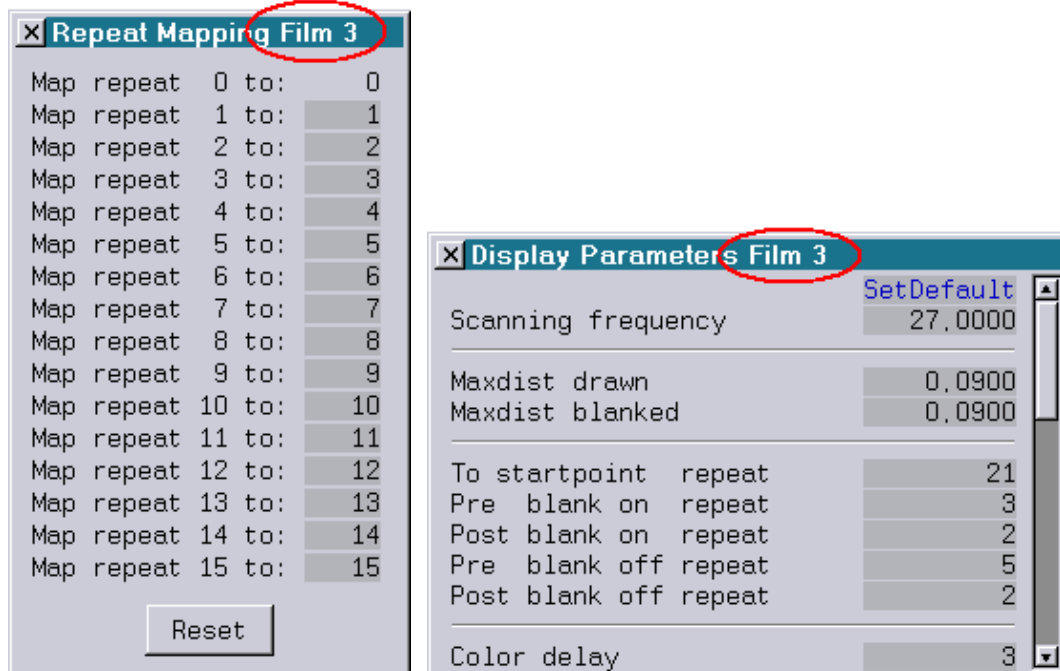 Repeat Mapping Film 3
Map repeat 0 to: 0
Map repeat 1 to: 1
Map repeat 2 to: 2
Map repeat 3 to: 3
Map repeat 4 to: 4
Map repeat 5 to: 5
Map repeat 6 to: 6
Map repeat 7 to: 7
Map repeat 8 to: 8
Map repeat 9 to: 9
Map repeat 10 to: 10
Map repeat 11 to: 11
Map repeat 12 to: 12
Map repeat 13 to: 13
Map repeat 14 to: 14
Map repeat 15 to: 15
Reset
Display Parameters Film 3
SetDefault
Scanning frequency 27,0000
Maxdist drawn 0,0900
Maxdist blanked 0,0900
To startpoint repeat 21
Pre blank on repeat 3
Post blank on repeat 2
Pre blank off repeat 5
Post blank off repeat 2
Color delay 3